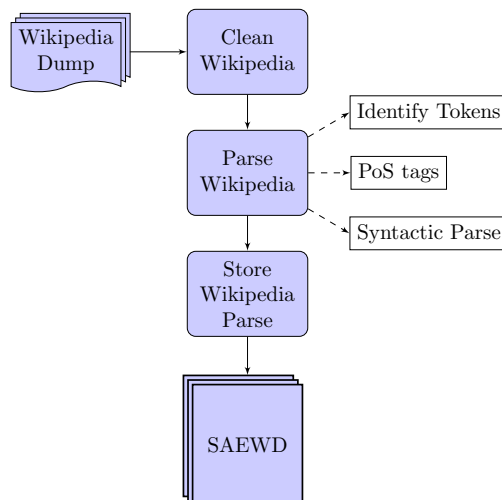 Wikipedia
Dump
Clean
Wikipedia
Identify Tokens
Parse
Wikipedia
PoS tags
Syntactic Parse
Store
Wikipedia
Parse
SAEWD